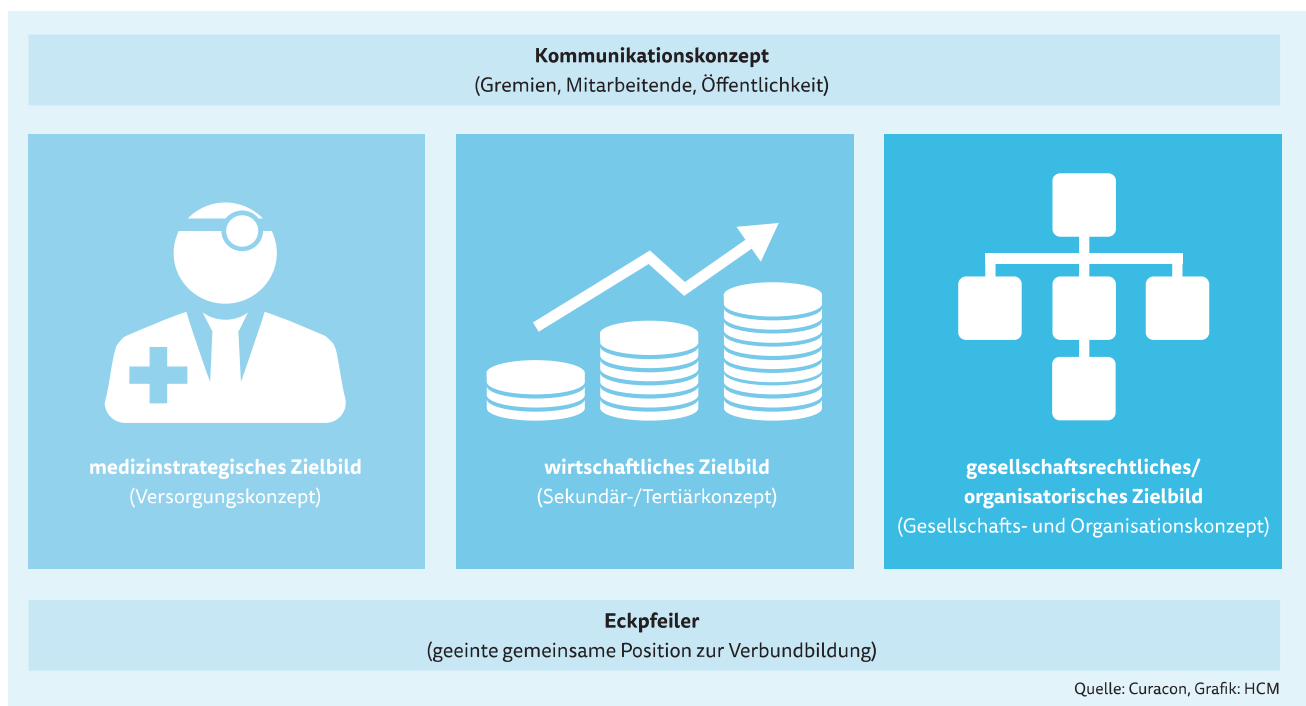 Kommunikationskonzept
(Gremien, Mitarbeitende, Öffentlichkeit)
medizinstrategisches Zielbild
(Versorgungskonzept)
wirtschaftliches Zielbild
(Sekundär-/Tertiärkonzept)
gesellschaftsrechtliches/
organisatorisches Zielbild
(Gesellschafts- und Organisationskonzept)
Eckpfeiler
(geeinte gemeinsame Position zur Verbundbildung)
Quelle: Curacon, Grafik: HCM